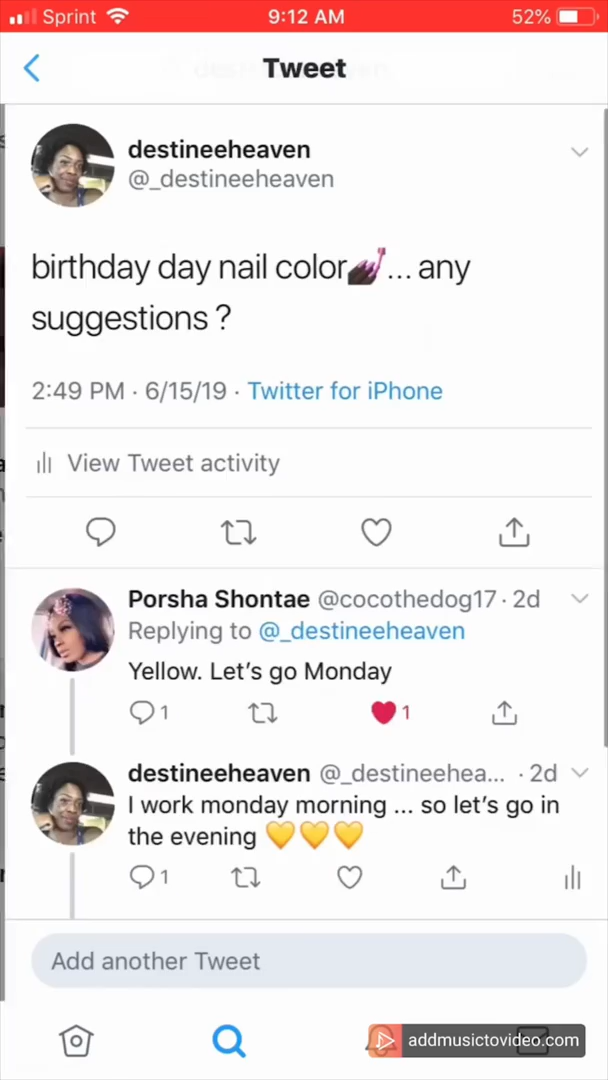 Sprint 9:12 AM 52%
Tweet
destineeheaven
@_destineeheaven
birthday day nail color💅🏿... any
suggestions ?
2:49 PM · 6/15/19 · Twitter for iPhone
View Tweet activity
Porsha Shontae @cocothedog17 · 2d
Replying to @_destineeheaven
Yellow. Let's go Monday
1 1
destineeheaven @_destineehea... · 2d
I work monday morning ... so let's go in
the evening 💛💛💛
1
Add another Tweet
addmusictovideo.com